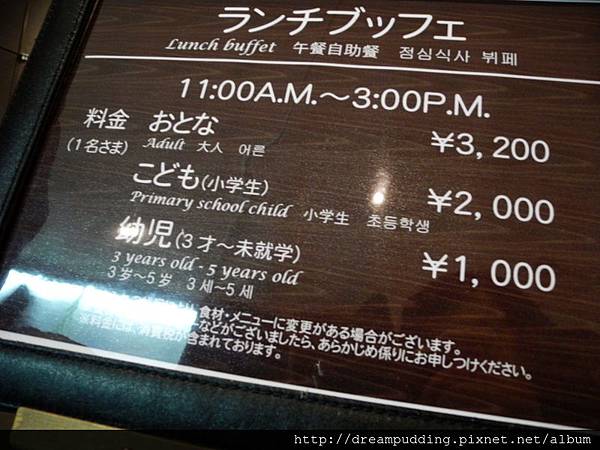 ランチブッフェ
Lunch buffet 午餐自助餐 점심식사 뷔페
11:00A.M.～3:00P.M.
料金 おとな ¥3,200
(1名さま) Adult 大人 어른
こども(小学生) ¥2,000
Primary school child 小学生 초등학생
幼児(3才～未就学) ¥1,000
3 years old - 5 years old
3岁～5岁 3세～5세
食材・メニューに変更がある場合がございます。
などがございましたら、あらかじめ係りにお申しつけください。
料金には、消費税が含まれております。
http://dreampudding.pixnet.net/album